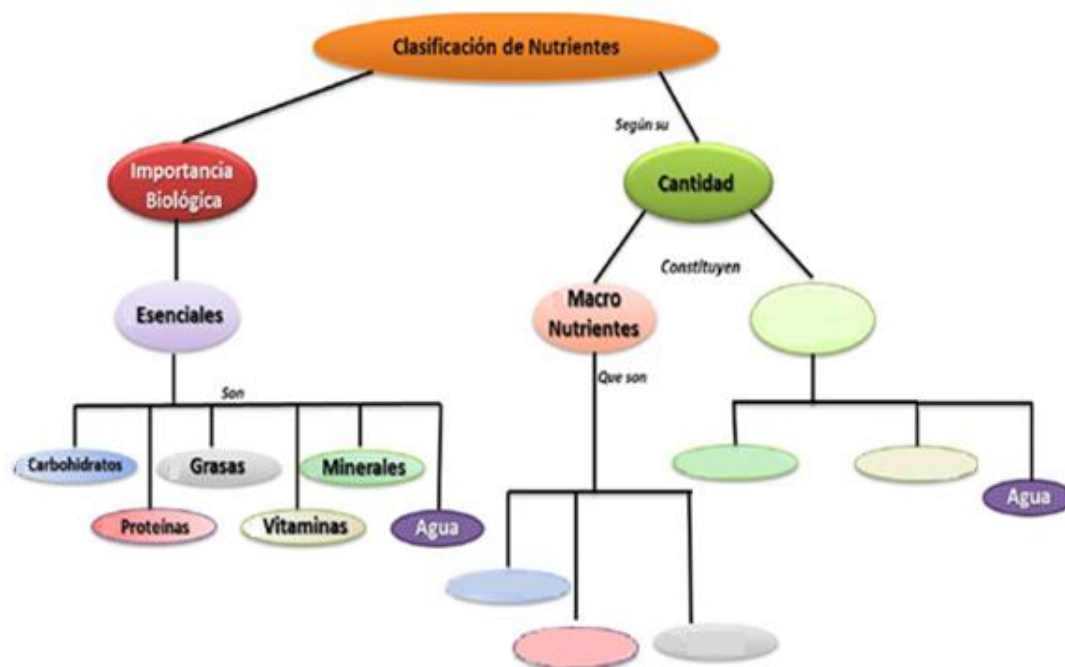 Clasificación de Nutrientes
Según su
Importancia
Biológica
Cantidad
Constituyen
Esenciales
Macro
Nutrientes
Son
Que son
Carbohidratos
Grasas
Minerales
Proteínas
Vitaminas
Agua
Agua